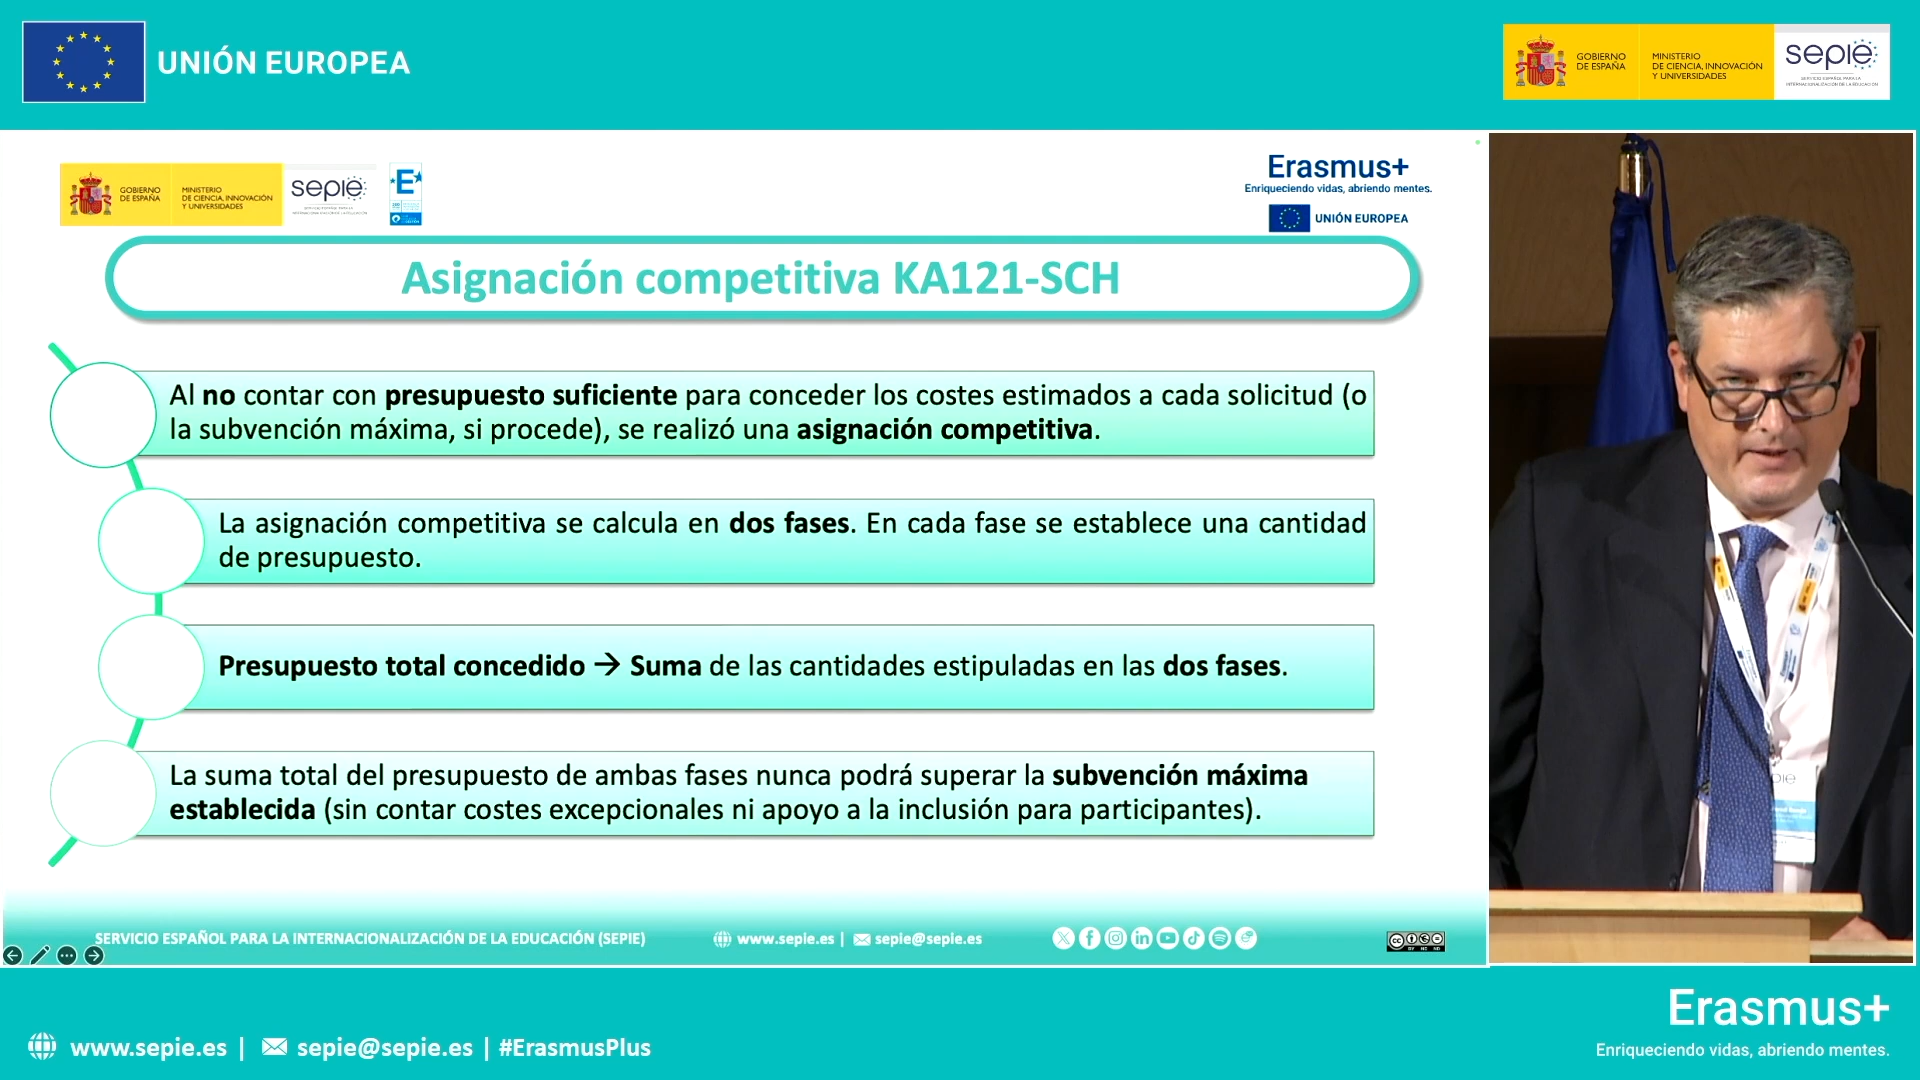 UNIÓN EUROPEA
GOBIERNO
DE ESPAÑA
MINISTERIO
DE CIENCIA, INNOVACIÓN
Y UNIVERSIDADES
sepie
SERVICIO ESPAÑOL PARA LA
INTERNACIONALIZACIÓN DE LA EDUCACIÓN
GOBIERNO
DE ESPAÑA
MINISTERIO
DE CIENCIA, INNOVACIÓN
Y UNIVERSIDADES
sepie
SERVICIO ESPAÑOL PARA LA
INTERNACIONALIZACIÓN DE LA EDUCACIÓN
E
Erasmus+
Enriqueciendo vidas, abriendo mentes.
UNIÓN EUROPEA
Asignación competitiva KA121-SCH
Al no contar con presupuesto suficiente para conceder los costes estimados a cada solicitud (o
la subvención máxima, si procede), se realizó una asignación competitiva.
La asignación competitiva se calcula en dos fases. En cada fase se establece una cantidad
de presupuesto.
Presupuesto total concedido → Suma de las cantidades estipuladas en las dos fases.
La suma total del presupuesto de ambas fases nunca podrá superar la subvención máxima
establecida (sin contar costes excepcionales ni apoyo a la inclusión para participantes).
SERVICIO ESPAÑOL PARA LA INTERNACIONALIZACIÓN DE LA EDUCACIÓN (SEPIE)
www.sepie.es | sepie@sepie.es
cc
BY NC ND
Erasmus+
Enriqueciendo vidas, abriendo mentes.
www.sepie.es | sepie@sepie.es | #ErasmusPlus